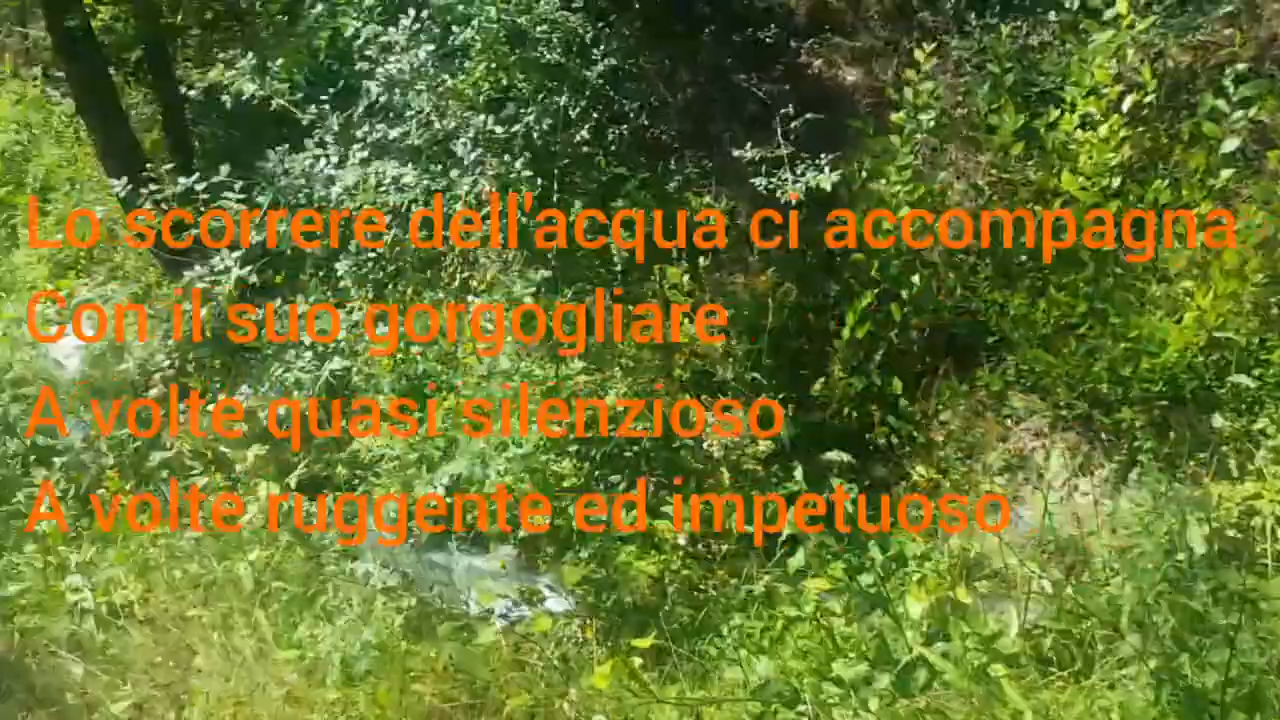 Lo scorrere dell'acqua ci accompagna
Con il suo gorgogliare
A volte quasi silenzioso
A volte ruggente ed impetuoso